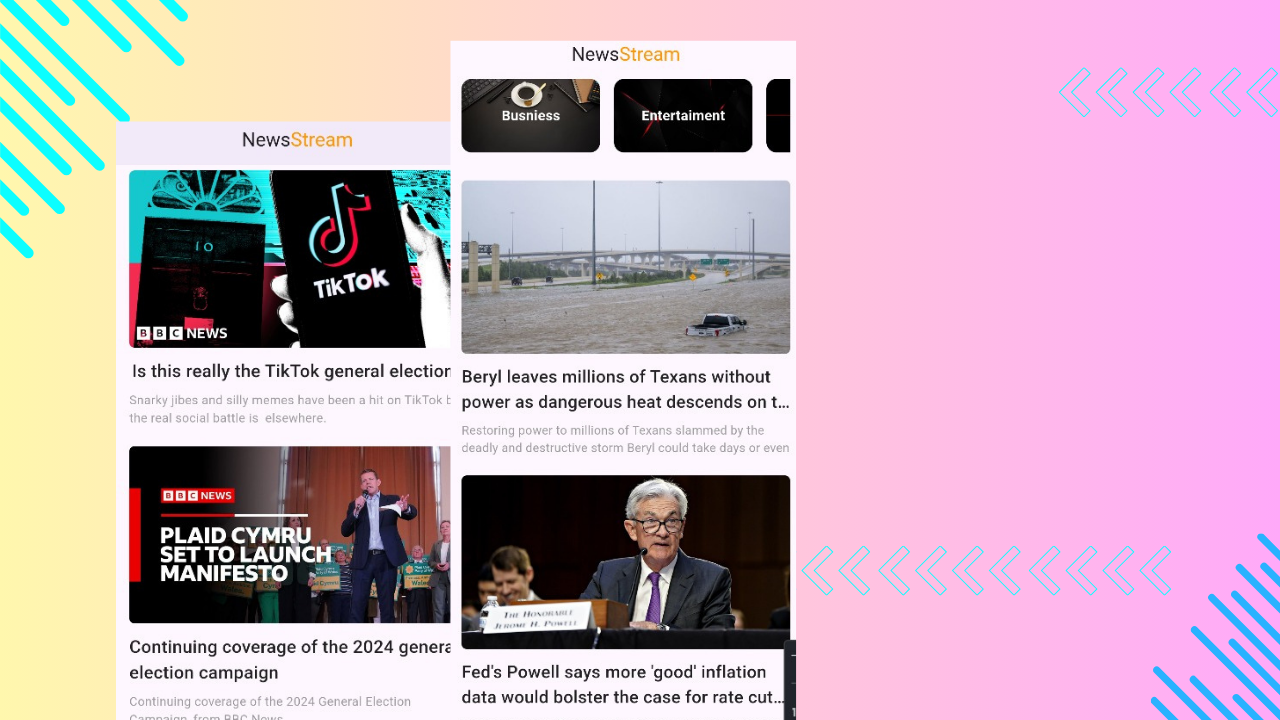 NewsStream
TikTok
BBC NEWS
Is this really the TikTok general election
Snarky jibes and silly memes have been a hit on TikTok b
the real social battle is elsewhere.
BBC NEWS
PLAID CYMRU
SET TO LAUNCH
MANIFESTO
Continuing coverage of the 2024 genera
election campaign
Continuing coverage of the 2024 General Election
Campaign, from BBC News
NewsStream
Busniess
Entertaiment
Beryl leaves millions of Texans without
power as dangerous heat descends on t...
Restoring power to millions of Texans slammed by the
deadly and destructive storm Beryl could take days or even
THE HONORABLE
JEROME H. POWELL
Fed's Powell says more 'good' inflation
data would bolster the case for rate cut...